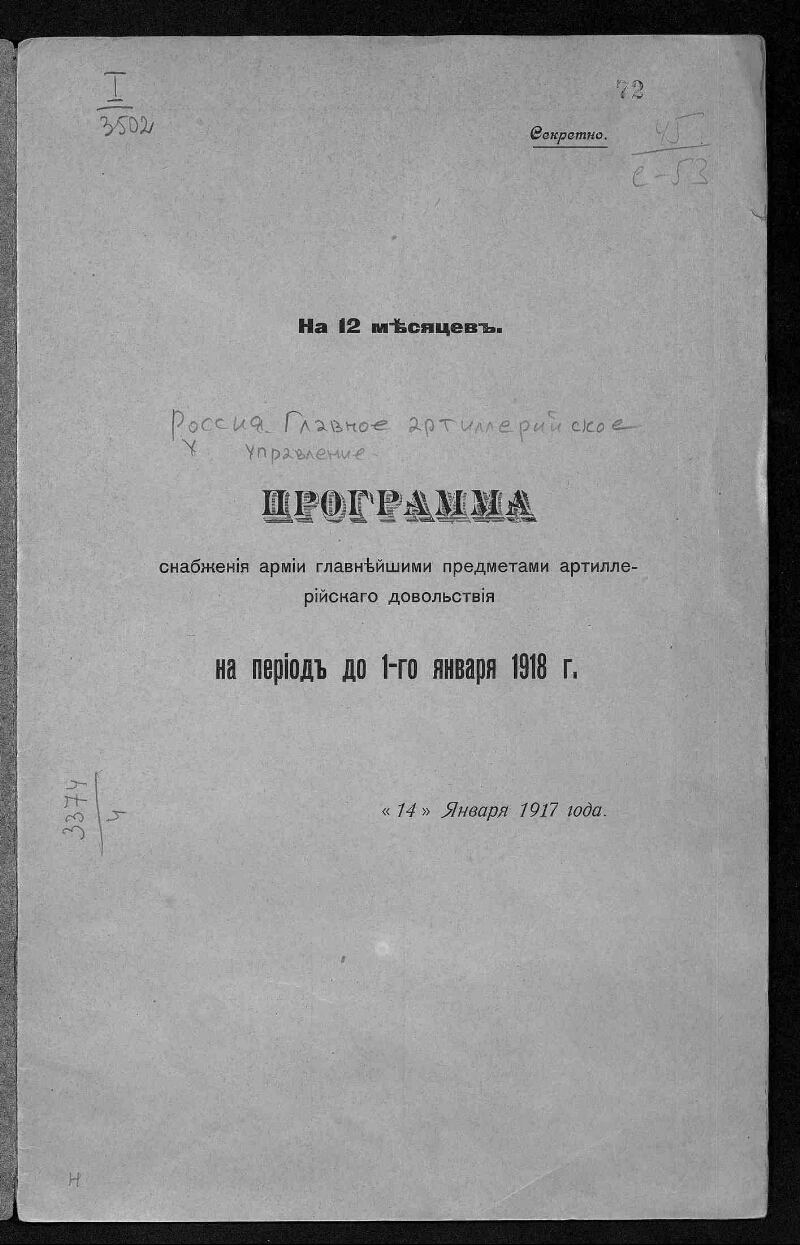 I
3502
72
Секретно.
45
с-53
На 12 мѣсяцевъ.
Россия. Главное артиллерийское
управление
ПРОГРАММА
снабженія арміи главнѣйшими предметами артилле-
рійскаго довольствія
на періодъ до 1-го января 1918 г.
« 14 » Января 1917 года.
3374
н